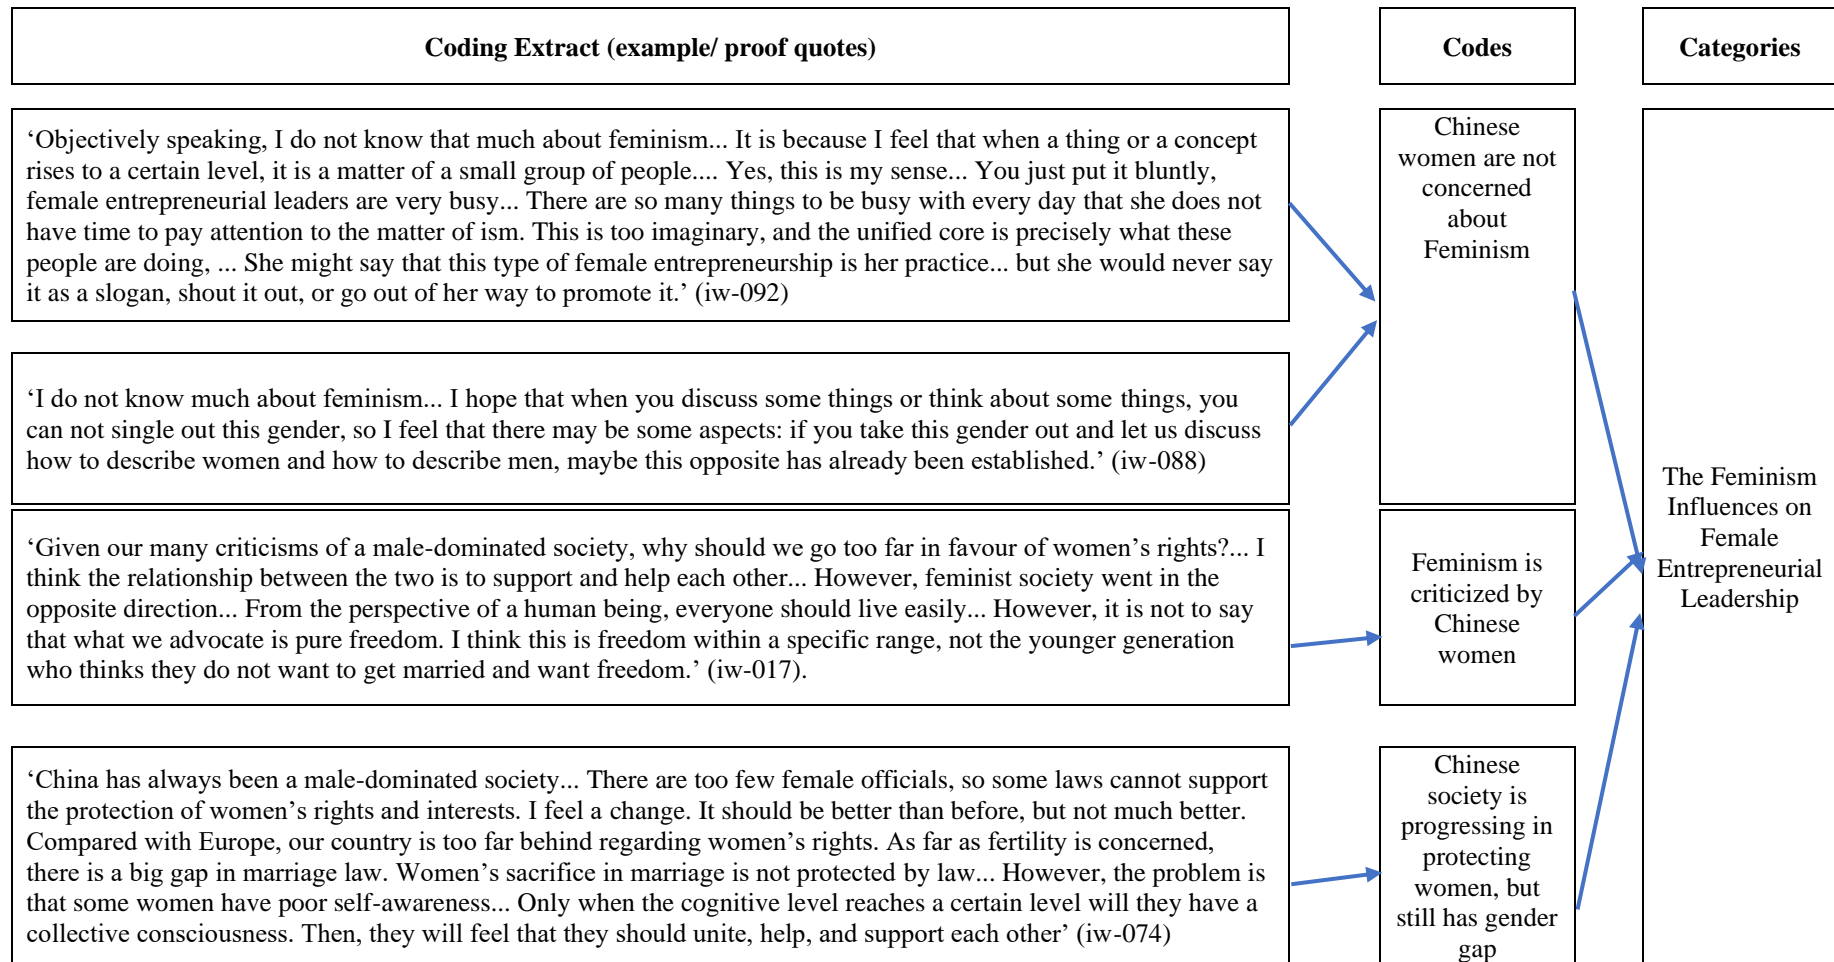 Coding Extract (example/ proof quotes)
Codes
Categories
‘Objectively speaking, I do not know that much about feminism... It is because I feel that when a thing or a concept
rises to a certain level, it is a matter of a small group of people.... Yes, this is my sense... You just put it bluntly,
female entrepreneurial leaders are very busy... There are so many things to be busy with every day that she does not
have time to pay attention to the matter of ism. This is too imaginary, and the unified core is precisely what these
people are doing, ... She might say that this type of female entrepreneurship is her practice... but she would never say
it as a slogan, shout it out, or go out of her way to promote it.’ (iw-092)
‘I do not know much about feminism... I hope that when you discuss some things or think about some things, you
can not single out this gender, so I feel that there may be some aspects: if you take this gender out and let us discuss
how to describe women and how to describe men, maybe this opposite has already been established.’ (iw-088)
Chinese
women are not
concerned
about
Feminism
‘Given our many criticisms of a male-dominated society, why should we go too far in favour of women’s rights?... I
think the relationship between the two is to support and help each other... However, feminist society went in the
opposite direction... From the perspective of a human being, everyone should live easily... However, it is not to say
that what we advocate is pure freedom. I think this is freedom within a specific range, not the younger generation
who thinks they do not want to get married and want freedom.’ (iw-017).
Feminism is
criticized by
Chinese
women
‘China has always been a male-dominated society... There are too few female officials, so some laws cannot support
the protection of women’s rights and interests. I feel a change. It should be better than before, but not much better.
Compared with Europe, our country is too far behind regarding women’s rights. As far as fertility is concerned,
there is a big gap in marriage law. Women’s sacrifice in marriage is not protected by law... However, the problem is
that some women have poor self-awareness... Only when the cognitive level reaches a certain level will they have a
collective consciousness. Then, they will feel that they should unite, help, and support each other’ (iw-074)
Chinese
society is
progressing in
protecting
women, but
still has gender
gap
The Feminism
Influences on
Female
Entrepreneurial
Leadership